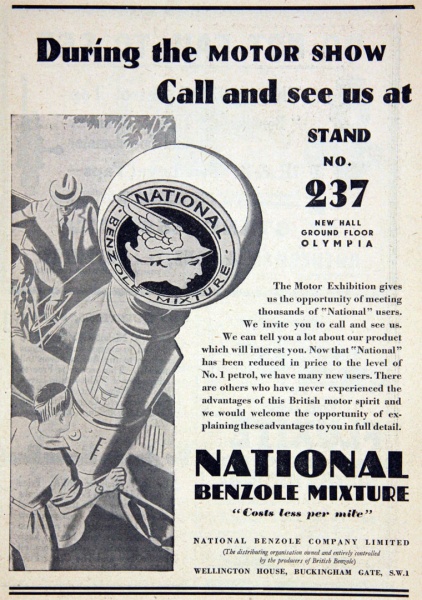 During the MOTOR SHOW
Call and see us at
STAND
NO.
237
NEW HALL
GROUND FLOOR
OLYMPIA
NATIONAL
BENZOLE MIXTURE
The Motor Exhibition gives
us the opportunity of meeting
thousands of "National" users.
We invite you to call and see us.
We can tell you a lot about our product
which will interest you. Now that "National"
has been reduced in price to the level of
No. 1 petrol, we have many new users. There
are others who have never experienced the
advantages of this British motor spirit and
we would welcome the opportunity of ex-
plaining these advantages to you in full detail.
NATIONAL
BENZOLE MIXTURE
"Costs less per mile"
NATIONAL BENZOLE COMPANY LIMITED
(The distributing organisation owned and entirely controlled
by the producers of British Benzole)
WELLINGTON HOUSE, BUCKINGHAM GATE, S.W.1